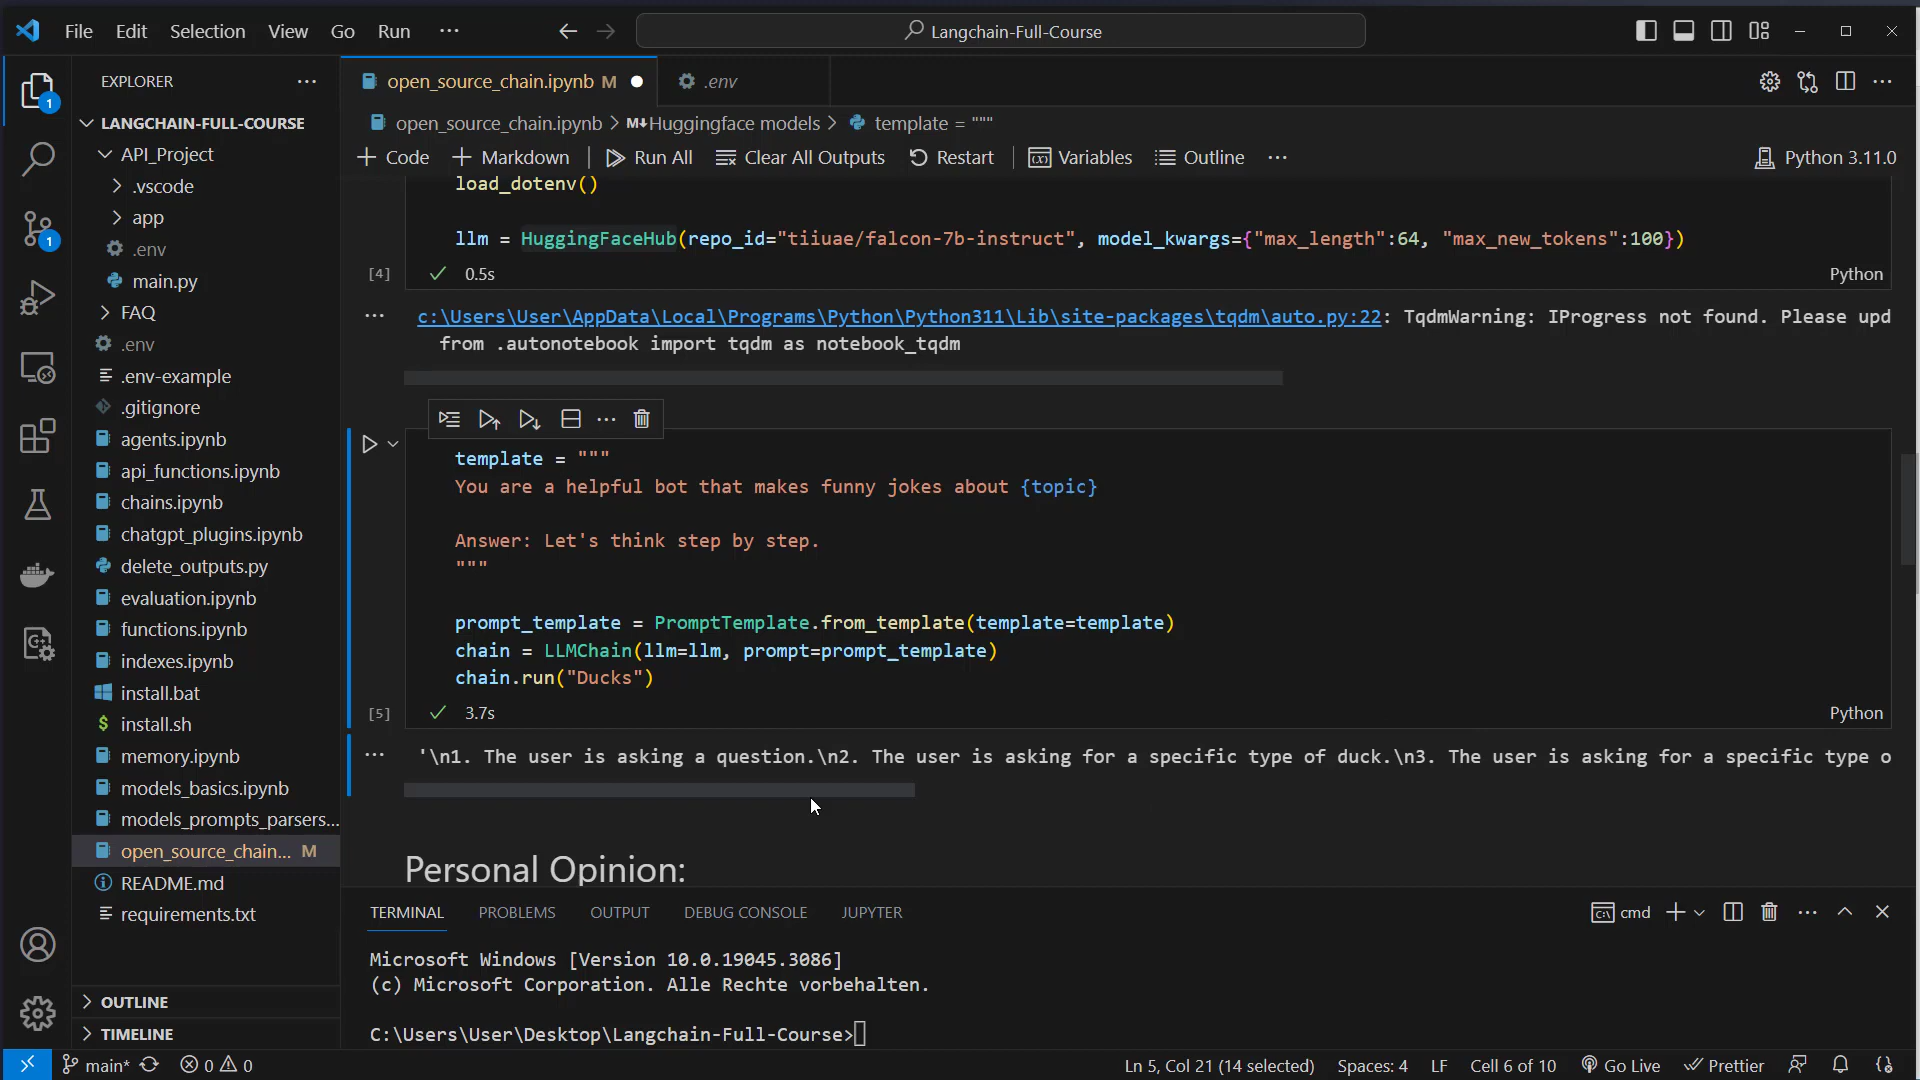 File Edit Selection View Go Run ···
Langchain-Full-Course
EXPLORER
open_source_chain.ipynb M
.env
LANGCHAIN-FULL-COURSE
API_Project
.vscode
app
.env
main.py
FAQ
.env
.env-example
.gitignore
agents.ipynb
api_functions.ipynb
chains.ipynb
chatgpt_plugins.ipynb
delete_outputs.py
evaluation.ipynb
functions.ipynb
indexes.ipynb
install.bat
install.sh
memory.ipynb
models_basics.ipynb
models_prompts_parsers...
open_source_chain... M
README.md
requirements.txt
OUTLINE
TIMELINE
1
1
open_source_chain.ipynb > M↓Huggingface models > template = """
+ Code + Markdown Run All Clear All Outputs Restart Variables Outline ··· Python 3.11.0
load_dotenv()
llm = HuggingFaceHub(repo_id="tiiuae/falcon-7b-instruct", model_kwargs={"max_length":64, "max_new_tokens":100})
[4] 0.5s Python
c:\Users\User\AppData\Local\Programs\Python\Python311\Lib\site-packages\tqdm\auto.py:22: TqdmWarning: IProgress not found. Please upd
from .autonotebook import tqdm as notebook_tqdm
template = """
You are a helpful bot that makes funny jokes about {topic}
Answer: Let's think step by step.
"""
prompt_template = PromptTemplate.from_template(template=template)
chain = LLMChain(llm=llm, prompt=prompt_template)
chain.run("Ducks")
[5] 3.7s Python
'\n1. The user is asking a question.\n2. The user is asking for a specific type of duck.\n3. The user is asking for a specific type o
Personal Opinion:
TERMINAL PROBLEMS OUTPUT DEBUG CONSOLE JUPYTER cmd
Microsoft Windows [Version 10.0.19045.3086]
(c) Microsoft Corporation. Alle Rechte vorbehalten.
C:\Users\User\Desktop\Langchain-Full-Course>
main* 0 0 Ln 5, Col 21 (14 selected) Spaces: 4 LF Cell 6 of 10 Go Live Prettier